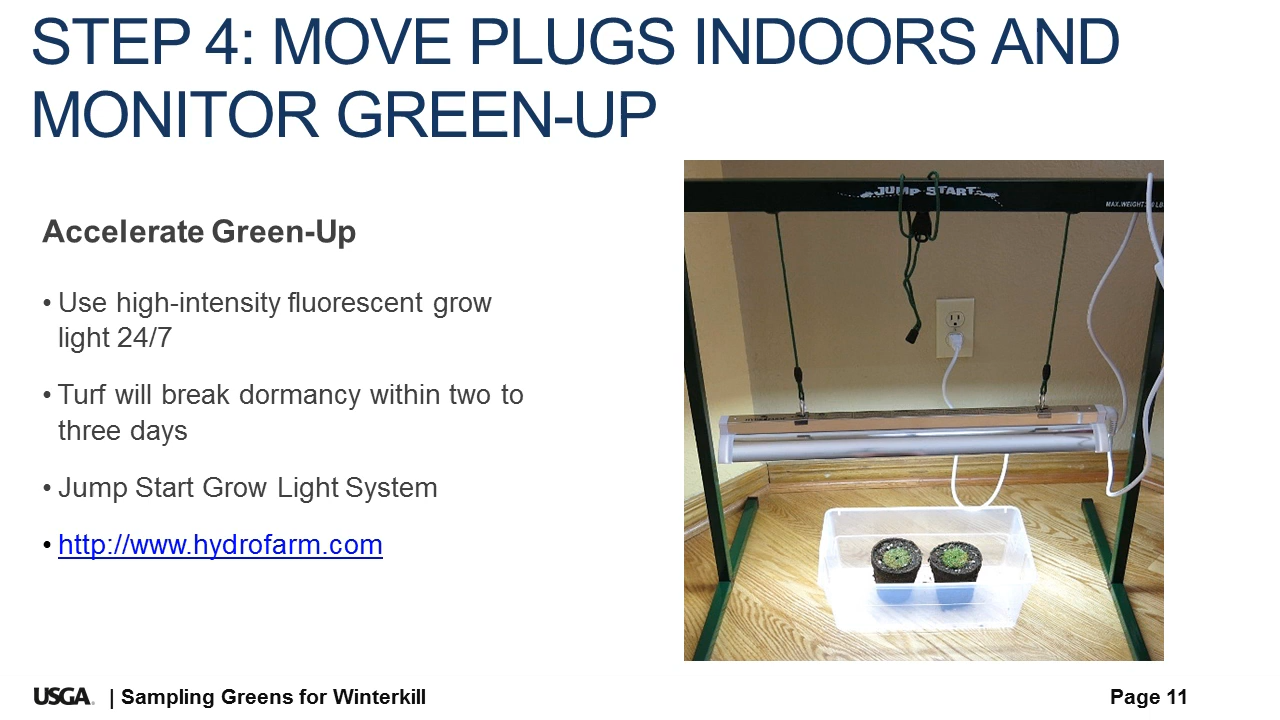 STEP 4: MOVE PLUGS INDOORS AND
MONITOR GREEN-UP
Accelerate Green-Up
• Use high-intensity fluorescent grow
light 24/7
• Turf will break dormancy within two to
three days
• Jump Start Grow Light System
• http://www.hydrofarm.com
JUMP START
MAX.WEIGHT
USGA. | Sampling Greens for Winterkill
Page 11